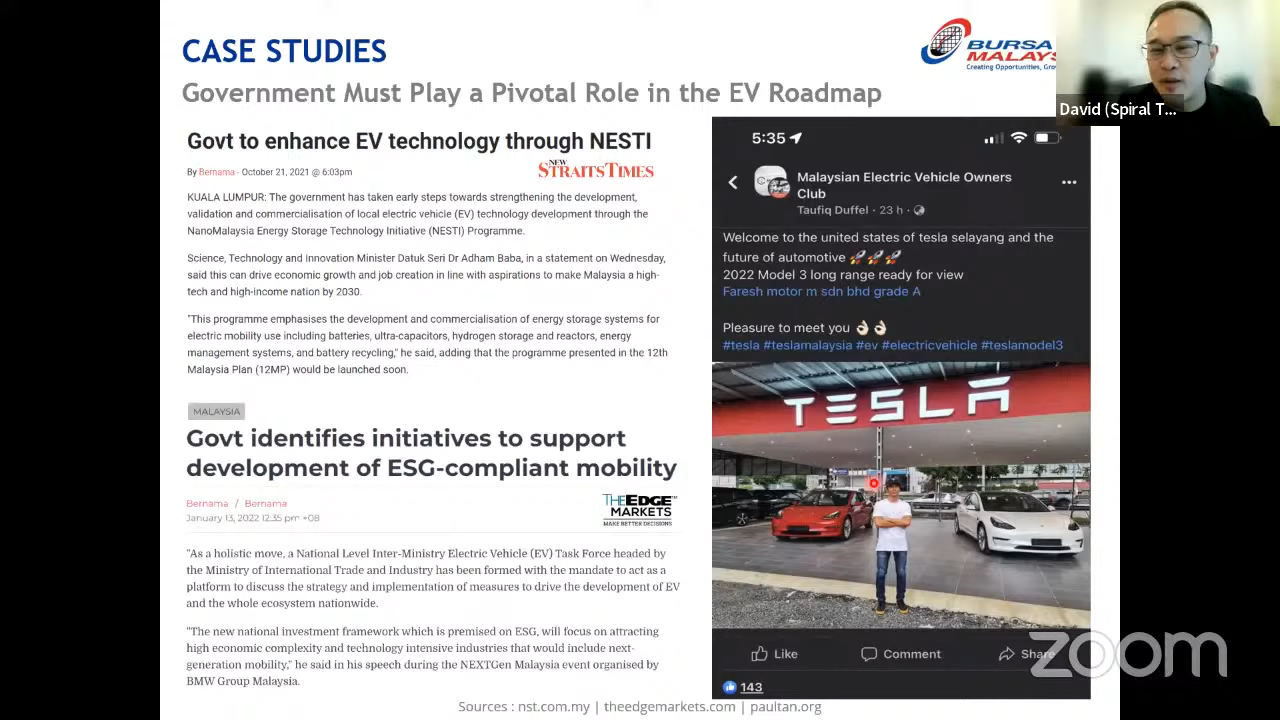 CASE STUDIES
BURSA
MALAYS
Creating Opportunities, Gro
David (Spiral T...
Government Must Play a Pivotal Role in the EV Roadmap
Govt to enhance EV technology through NESTI
By Bernama - October 21, 2021 @ 6:03pm
NEW
STRAITS TIMES
KUALA LUMPUR: The government has taken early steps towards strengthening the development,
validation and commercialisation of local electric vehicle (EV) technology development through the
NanoMalaysia Energy Storage Technology Initiative (NESTI) Programme.
Science, Technology and Innovation Minister Datuk Seri Dr Adham Baba, in a statement on Wednesday,
said this can drive economic growth and job creation in line with aspirations to make Malaysia a high-
tech and high-income nation by 2030.
"This programme emphasises the development and commercialisation of energy storage systems for
electric mobility use including batteries, ultra-capacitors, hydrogen storage and reactors, energy
management systems, and battery recycling," he said, adding that the programme presented in the 12th
Malaysia Plan (12MP) would be launched soon.
MALAYSIA
Govt identifies initiatives to support
development of ESG-compliant mobility
Bernama / Bernama
January 13, 2022 12:35 pm +08
THE EDGE
MARKETS
MAKE BETTER DECISIONS
"As a holistic move, a National Level Inter-Ministry Electric Vehicle (EV) Task Force headed by
the Ministry of International Trade and Industry has been formed with the mandate to act as a
platform to discuss the strategy and implementation of measures to drive the development of EV
and the whole ecosystem nationwide.
"The new national investment framework which is premised on ESG, will focus on attracting
high economic complexity and technology intensive industries that would include next-
generation mobility," he said in his speech during the NEXTGen Malaysia event organised by
BMW Group Malaysia.
5:35
Malaysian Electric Vehicle Owners
Club
Taufiq Duffel · 23 h ·
Welcome to the united states of tesla selayang and the
future of automotive 🚀🚀🚀
2022 Model 3 long range ready for view
Faresh motor m sdn bhd grade A
Pleasure to meet you 👌🏻👌🏻
#tesla #teslamalaysia #ev #electricvehicle #teslamodel3
TESLA
Like
Comment
Share
143
zoom
Sources : nst.com.my | theedgemarkets.com | paultan.org